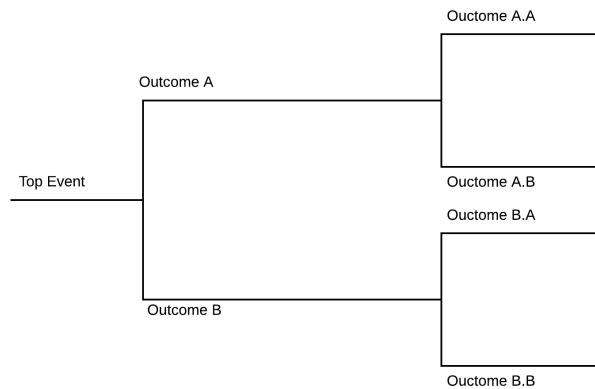 Ouctome A.A
Outcome A
Top Event
Ouctome A.B
Ouctome B.A
Outcome B
Ouctome B.B